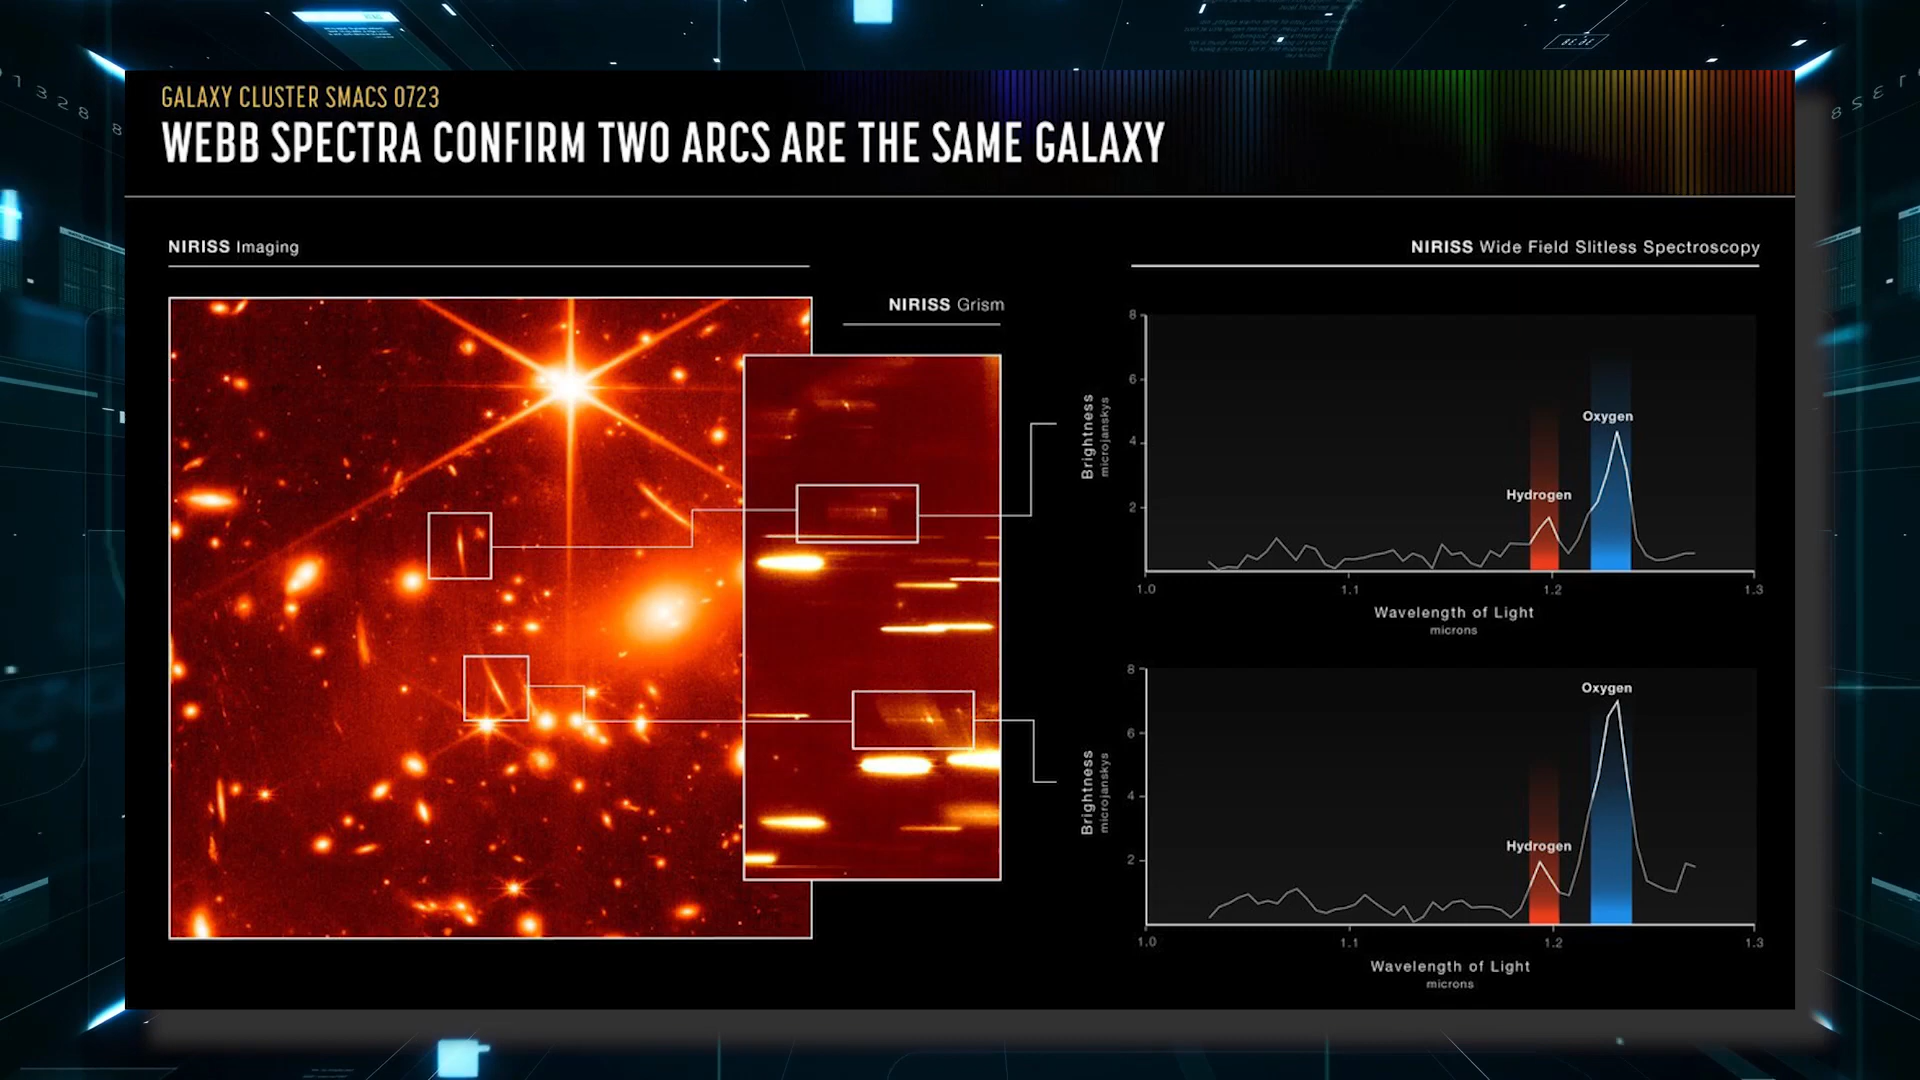 GALAXY CLUSTER SMACS 0723
WEBB SPECTRA CONFIRM TWO ARCS ARE THE SAME GALAXY
NIRISS Imaging
NIRISS Grism
NIRISS Wide Field Slitless Spectroscopy
8
6
4
2
Brightness
microjanskys
Oxygen
Hydrogen
1.0 1.1 1.2 1.3
Wavelength of Light
microns
8
6
4
2
Brightness
microjanskys
Oxygen
Hydrogen
1.0 1.1 1.2 1.3
Wavelength of Light
microns